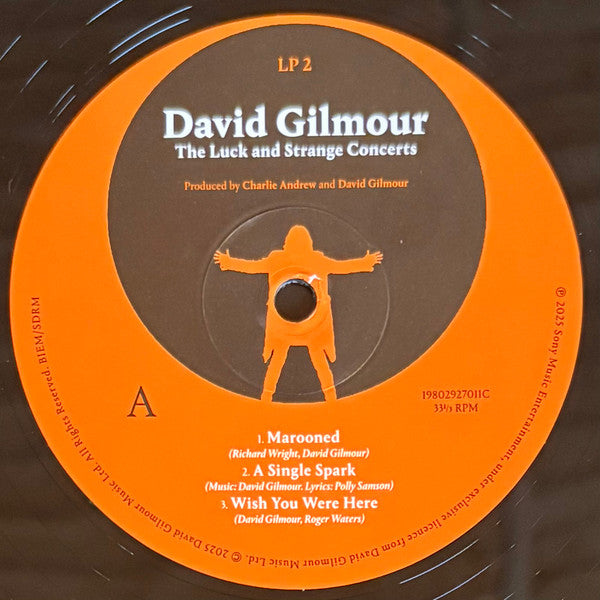 LP 2
David Gilmour
The Luck and Strange Concerts
Produced by Charlie Andrew and David Gilmour
A
19802927011C
33⅓ RPM
1. Marooned
(Richard Wright, David Gilmour)
2. A Single Spark
(Music: David Gilmour. Lyrics: Polly Samson)
3. Wish You Were Here
(David Gilmour, Roger Waters)
℗ 2025 Sony Music Entertainment, under exclusive licence from David Gilmour Music Ltd. © 2025 David Gilmour Music Ltd. All Rights Reserved. BIEM/SDRM